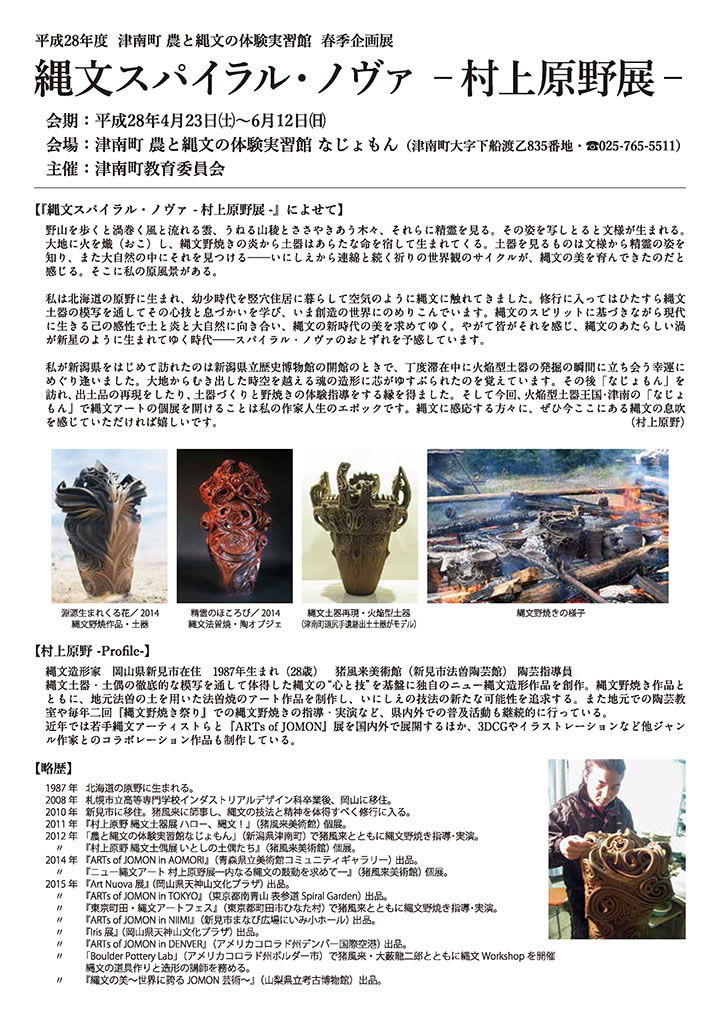 平成28年度 津南町 農と縄文の体験実習館 春季企画展
縄文スパイラル・ノヴァ －村上原野展－
会期：平成28年4月23日㈯～6月12日㈰
会場：津南町 農と縄文の体験実習館 なじょもん（津南町大字下船渡乙835番地・☎025-765-5511）
主催：津南町教育委員会
【『縄文スパイラル・ノヴァ - 村上原野展 -』によせて】
野山を歩くと渦巻く風と流れる雲、うねる山稜とささやきあう木々、それらに精霊を見る。その姿を写しとると文様が生まれる。
大地に火を熾（おこ）し、縄文野焼きの炎から土器はあらたな命を宿して生まれてくる。土器を見るものは文様から精霊の姿を
知り、また大自然の中にそれを見つける――いにしえから連綿と続く祈りの世界観のサイクルが、縄文の美を育んできたのだと
感じる。そこに私の原風景がある。
私は北海道の原野に生まれ、幼少時代を竪穴住居に暮らして空気のように縄文に触れてきました。修行に入ってはひたすら縄文
土器の模写を通してその心技と息づかいを学び、いま創造の世界にのめりこんでいます。縄文のスピリットに基づきながら現代
に生きる己の感性で土と炎と大自然に向き合い、縄文の新時代の美を求めてゆく。やがて皆がそれを感じ、縄文のあたらしい渦
が新星のように生まれてゆく時代――スパイラル・ノヴァのおとずれを予感しています。
私が新潟県をはじめて訪れたのは新潟県立歴史博物館の開館のときで、丁度滞在中に火焔型土器の発掘の瞬間に立ち会う幸運に
めぐり逢いました。大地からむき出した時空を越える魂の造形に芯がゆすぶられたのを覚えています。その後「なじょもん」を
訪れ、出土品の再現をしたり、土器づくりと野焼きの体験指導をする縁を得ました。そして今回、火焔型土器王国・津南の「なじょ
もん」で縄文アートの個展を開けることは私の作家人生のエポックです。縄文に感応する方々に、ぜひ今ここにある縄文の息吹
を感じていただければ嬉しいです。 （村上原野）
淵源生まれくる花／2014
縄文野焼作品・土器
精霊のほころび／2014
縄文法曽焼・陶オブジェ
縄文土器再現・火焔型土器
（津南町道尻手遺跡出土土器がモデル）
縄文野焼きの様子
【村上原野 -Profile-】
縄文造形家 岡山県新見市在住 1987年生まれ（28歳） 猪風来美術館（新見市法曽陶芸館） 陶芸指導員
縄文土器・土偶の徹底的な模写を通して体得した縄文の“心と技”を基盤に独自のニュー縄文造形作品を創作。縄文野焼き作品と
ともに、地元法曽の土を用いた法曽焼のアート作品を制作し、いにしえの技法の新たな可能性を追求する。また地元での陶芸教
室や毎年二回『縄文野焼き祭り』での縄文野焼きの指導・実演など、県内外での普及活動も継続的に行っている。
近年では若手縄文アーティストらと『ARTs of JOMON』展を国内外で展開するほか、3DCGやイラストレーションなど他ジャン
ル作家とのコラボレーション作品も制作している。
【略歴】
1987 年 北海道の原野に生まれる。
2008 年 札幌市立高等専門学校インダストリアルデザイン科卒業後、岡山に移住。
2010 年 新見市に移住。猪風来に師事し、縄文の技法と精神を体得すべく修行に入る。
2011 年 『村上原野 縄文土器展 ハロー、縄文！』（猪風来美術館）個展。
2012 年 「農と縄文の体験実習館なじょもん」（新潟県津南町）で猪風来とともに縄文野焼き指導・実演。
〃 『村上原野 縄文土偶展 いとしの土偶たち』（猪風来美術館）個展。
2014 年 『ARTs of JOMON in AOMORI』（青森県立美術館コミュニティギャラリー）出品。
〃 『ニュー縄文アート 村上原野展―内なる縄文の鼓動を求めて―』（猪風来美術館）個展。
2015 年 『Art Nuova 展』（岡山県天神山文化プラザ）出品。
〃 『ARTs of JOMON in TOKYO』（東京都南青山 表参道 Spiral Garden）出品。
〃 『東京町田・縄文アートフェス』（東京都町田市ひなた村）で猪風来とともに縄文野焼き指導・実演。
〃 『ARTs of JOMON in NIIMI』（新見市まなび広場にいみ小ホール）出品。
〃 『Iris 展』（岡山県天神山文化プラザ）出品。
〃 『ARTs of JOMON in DENVER』（アメリカコロラド州デンバー国際空港）出品。
〃 「Boulder Pottery Lab」（アメリカコロラド州ボルダー市）で猪風来・大藪龍二郎とともに縄文 Workshop を開催
縄文の道具作りと造形の講師を務める。
〃 『縄文の美～世界に誇る JOMON 芸術～』（山梨県立考古博物館）出品。